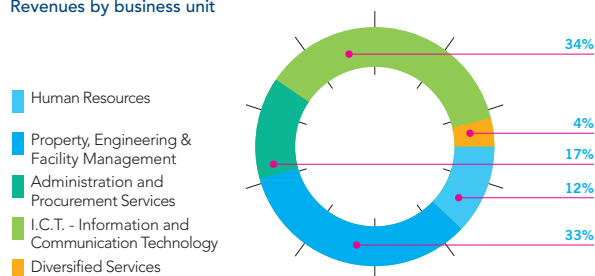 Revenues by business unit
34%
Human Resources
4%
Property, Engineering &
Facility Management
17%
Administration and
Procurement Services
12%
I.C.T. - Information and
Communication Technology
33%
Diversified Services